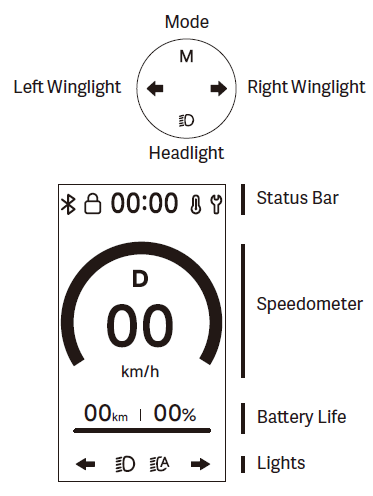 Mode
M
Left Winglight
Right Winglight
Headlight
00:00
Status Bar
D
00
km/h
Speedometer
00km | 00%
Battery Life
A
Lights